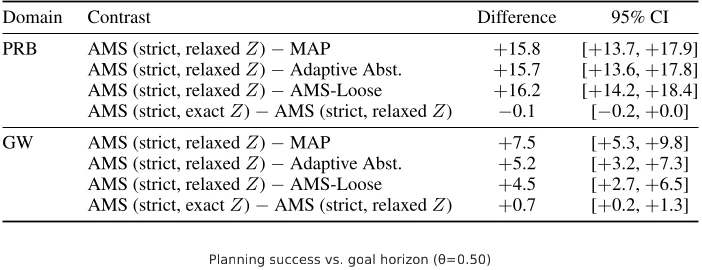 Domain Contrast Difference 95% CI
PRB AMS (strict, relaxed Z) − MAP +15.8 [+13.7, +17.9]
AMS (strict, relaxed Z) − Adaptive Abst. +15.7 [+13.6, +17.8]
AMS (strict, relaxed Z) − AMS-Loose +16.2 [+14.2, +18.4]
AMS (strict, exact Z) − AMS (strict, relaxed Z) −0.1 [−0.2, +0.0]
GW AMS (strict, relaxed Z) − MAP +7.5 [+5.3, +9.8]
AMS (strict, relaxed Z) − Adaptive Abst. +5.2 [+3.2, +7.3]
AMS (strict, relaxed Z) − AMS-Loose +4.5 [+2.7, +6.5]
AMS (strict, exact Z) − AMS (strict, relaxed Z) +0.7 [+0.2, +1.3]
Planning success vs. goal horizon (θ=0.50)